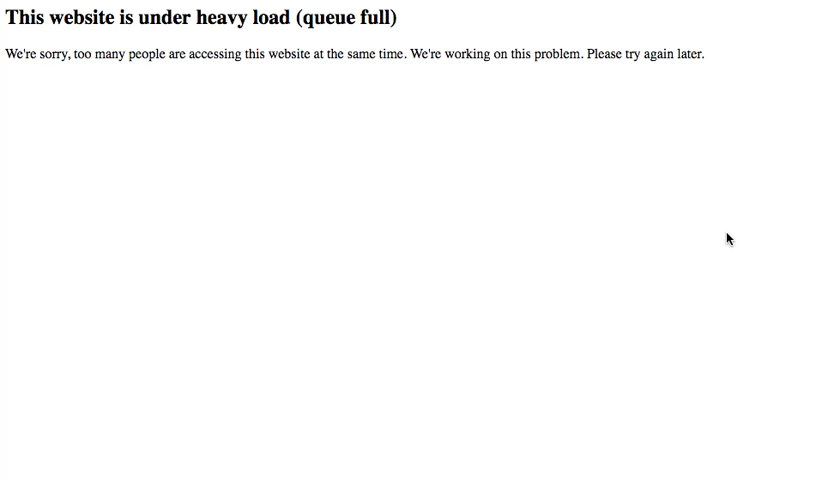 This website is under heavy load (queue full)
We're sorry, too many people are accessing this website at the same time. We're working on this problem. Please try again later.